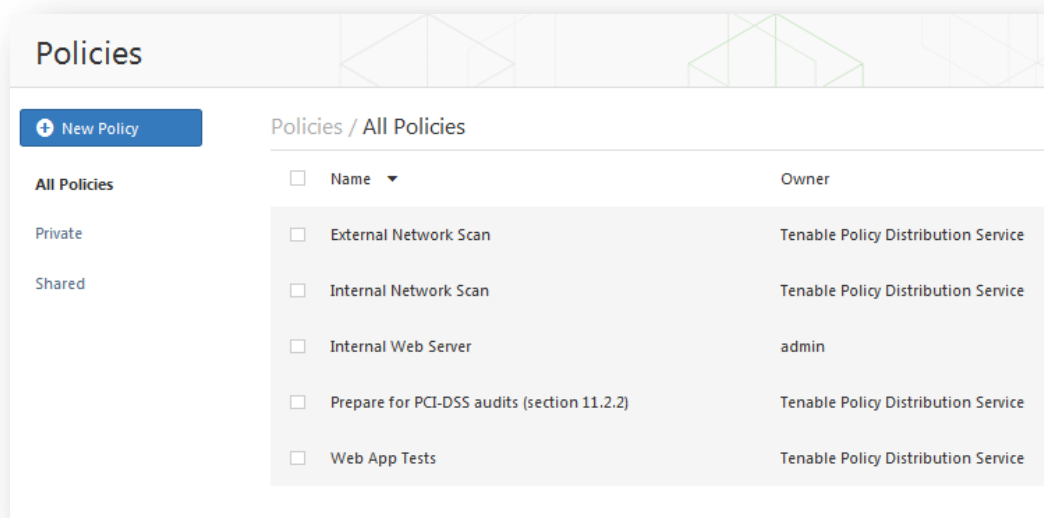 Policies
New Policy
All Policies
Private
Shared
Policies / All Policies
Name Owner
External Network Scan Tenable Policy Distribution Service
Internal Network Scan Tenable Policy Distribution Service
Internal Web Server admin
Prepare for PCI-DSS audits (section 11.2.2) Tenable Policy Distribution Service
Web App Tests Tenable Policy Distribution Service